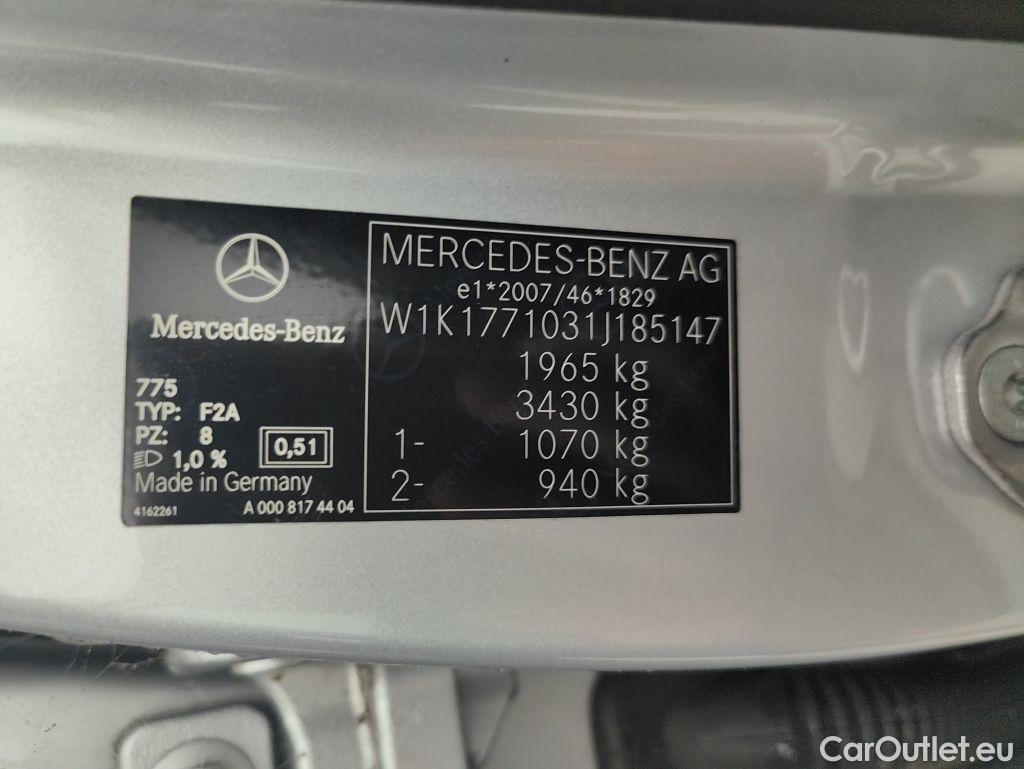 Mercedes-Benz
775
TYP: F2A
PZ: 8
1,0 %
0,51
Made in Germany
4162261 A 000 817 44 04
MERCEDES-BENZ AG
e1*2007/46*1829
W1K1771031J185147
1965 kg
3430 kg
1- 1070 kg
2- 940 kg
CarOutlet.eu